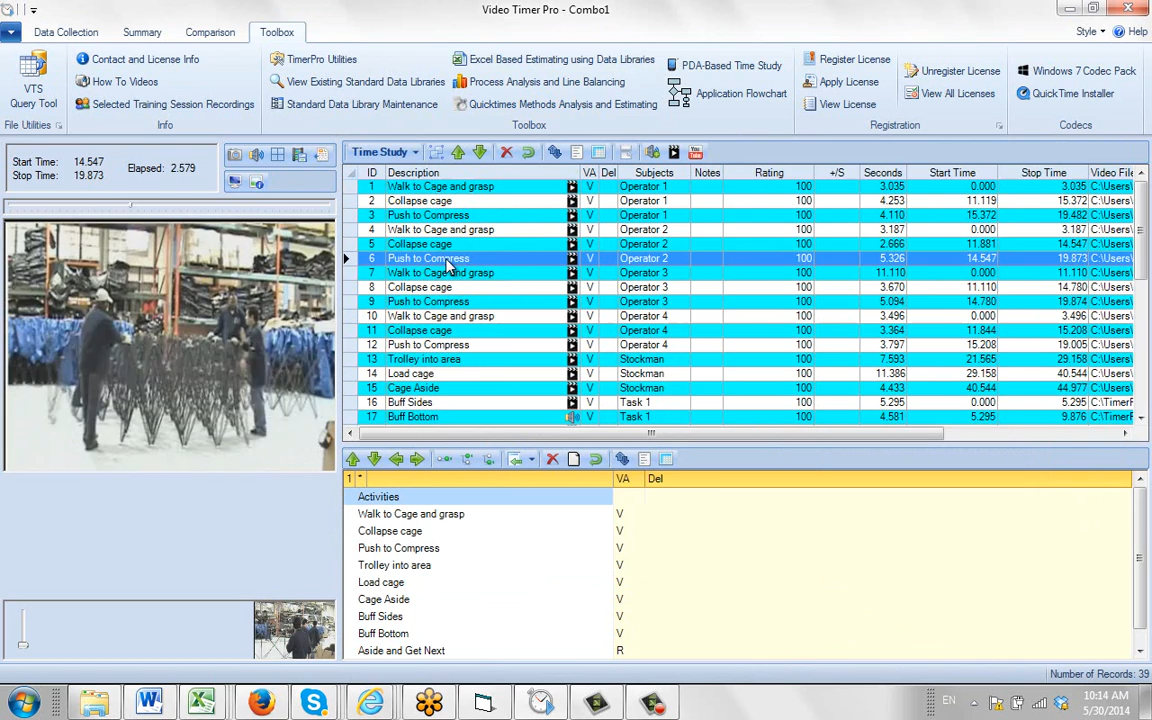 Video Timer Pro - Combo1
Data Collection Summary Comparison Toolbox Style Help
VTS Query Tool
File Utilities
Contact and License Info
How To Videos
Selected Training Session Recordings
Info
TimerPro Utilities
View Existing Standard Data Libraries
Standard Data Library Maintenance
Excel Based Estimating using Data Libraries
Process Analysis and Line Balancing
Quicktimes Methods Analysis and Estimating
PDA-Based Time Study
Application Flowchart
Toolbox
Register License
Apply License
View License
Unregister License
View All Licenses
Registration
Windows 7 Codec Pack
QuickTime Installer
Codecs
Start Time: 14.547
Stop Time: 19.873
Elapsed: 2.579
Time Study
ID Description VA Del Subjects Notes Rating +/S Seconds Start Time Stop Time Video File
1 Walk to Cage and grasp V Operator 1 100 3.035 0.000 3.035 C:\Users\
2 Collapse cage V Operator 1 100 4.253 11.119 15.372 C:\Users\
3 Push to Compress V Operator 1 100 4.110 15.372 19.482 C:\Users\
4 Walk to Cage and grasp V Operator 2 100 3.187 0.000 3.187 C:\Users\
5 Collapse cage V Operator 2 100 2.666 11.881 14.547 C:\Users\
6 Push to Compress V Operator 2 100 5.326 14.547 19.873 C:\Users\
7 Walk to Cage and grasp V Operator 3 100 11.110 0.000 11.110 C:\Users\
8 Collapse cage V Operator 3 100 3.670 11.110 14.780 C:\Users\
9 Push to Compress V Operator 3 100 5.094 14.780 19.874 C:\Users\
10 Walk to Cage and grasp V Operator 4 100 3.496 0.000 3.496 C:\Users\
11 Collapse cage V Operator 4 100 3.364 11.844 15.208 C:\Users\
12 Push to Compress V Operator 4 100 3.797 15.208 19.005 C:\Users\
13 Trolley into area V Stockman 100 7.593 21.565 29.158 C:\Users\
14 Load cage V Stockman 100 11.386 29.158 40.544 C:\Users\
15 Cage Aside V Stockman 100 4.433 40.544 44.977 C:\Users\
16 Buff Sides V Task 1 100 5.295 0.000 5.295 C:\TimerF
17 Buff Bottom V Task 1 100 4.581 5.295 9.876 C:\TimerF
1 * VA Del
Activities
Walk to Cage and grasp V
Collapse cage V
Push to Compress V
Trolley into area V
Load cage V
Cage Aside V
Buff Sides V
Buff Bottom V
Aside and Get Next R
Number of Records: 39
EN
10:14 AM
5/30/2014